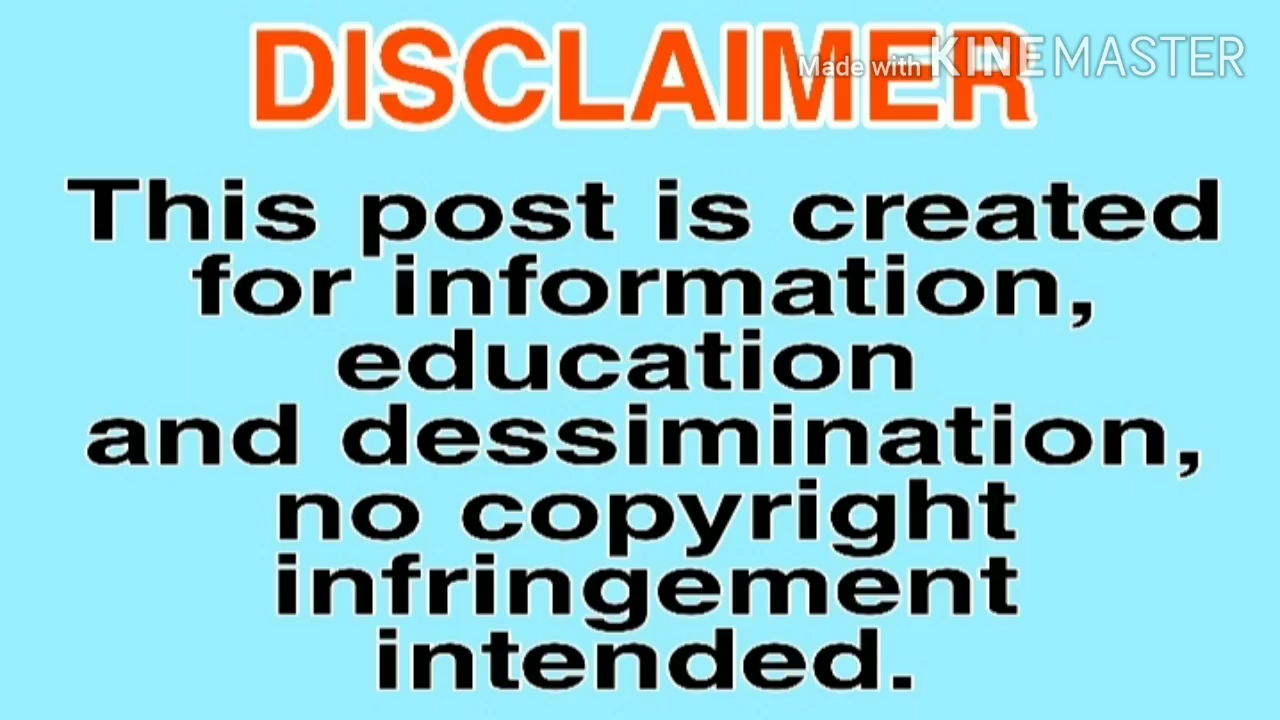 DISCLAIMER
Made with KINEMASTER
This post is created
for information,
education
and dessimination,
no copyright
infringement
intended.